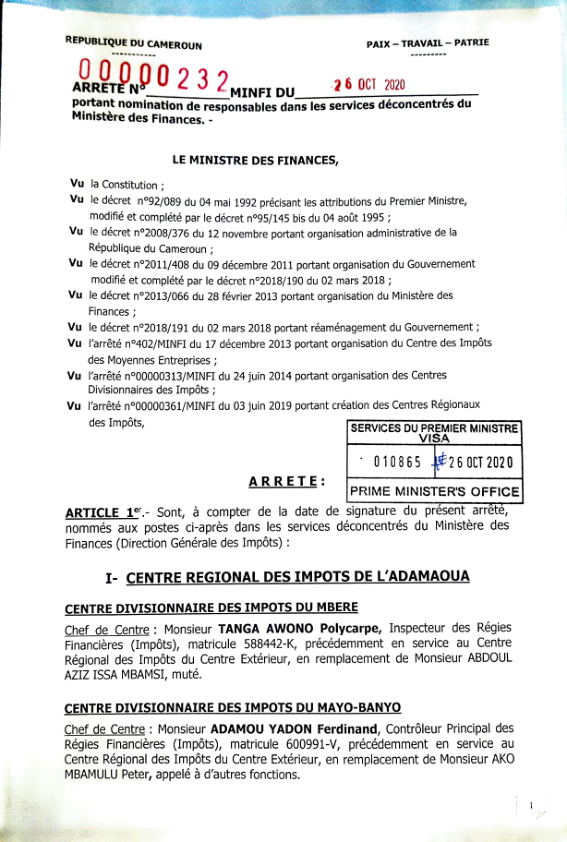 REPUBLIQUE DU CAMEROUN
PAIX – TRAVAIL – PATRIE
-----------
---------
00000232
ARRETE N° MINFI DU 26 OCT 2020
portant nomination de responsables dans les services déconcentrés du
Ministère des Finances. -
LE MINISTRE DES FINANCES,
Vu la Constitution ;
Vu le décret n°92/089 du 04 mai 1992 précisant les attributions du Premier Ministre,
modifié et complété par le décret n°95/145 bis du 04 août 1995 ;
Vu le décret n°2008/376 du 12 novembre portant organisation administrative de la
République du Cameroun ;
Vu le décret n°2011/408 du 09 décembre 2011 portant organisation du Gouvernement
modifié et complété par le décret n°2018/190 du 02 mars 2018 ;
Vu le décret n°2013/066 du 28 février 2013 portant organisation du Ministère des
Finances ;
Vu le décret n°2018/191 du 02 mars 2018 portant réaménagement du Gouvernement ;
Vu l'arrêté n°402/MINFI du 17 décembre 2013 portant organisation du Centre des Impôts
des Moyennes Entreprises ;
Vu l'arrêté n°00000313/MINFI du 24 juin 2014 portant organisation des Centres
Divisionnaires des Impôts ;
Vu l'arrêté n°00000361/MINFI du 03 juin 2019 portant création des Centres Régionaux
des Impôts,
SERVICES DU PREMIER MINISTRE
VISA
010865 26 OCT 2020
PRIME MINISTER'S OFFICE
A R R E T E :
ARTICLE 1er.- Sont, à compter de la date de signature du présent arrêté,
nommés aux postes ci-après dans les services déconcentrés du Ministère des
Finances (Direction Générale des Impôts) :
I- CENTRE REGIONAL DES IMPOTS DE L'ADAMAOUA
CENTRE DIVISIONNAIRE DES IMPOTS DU MBERE
Chef de Centre : Monsieur TANGA AWONO Polycarpe, Inspecteur des Régies
Financières (Impôts), matricule 588442-K, précédemment en service au Centre
Régional des Impôts du Centre Extérieur, en remplacement de Monsieur ABDOUL
AZIZ ISSA MBAMSI, muté.
CENTRE DIVISIONNAIRE DES IMPOTS DU MAYO-BANYO
Chef de Centre : Monsieur ADAMOU YADON Ferdinand, Contrôleur Principal des
Régies Financières (Impôts), matricule 600991-V, précédemment en service au
Centre Régional des Impôts du Centre Extérieur, en remplacement de Monsieur AKO
MBAMULU Peter, appelé à d'autres fonctions.
1